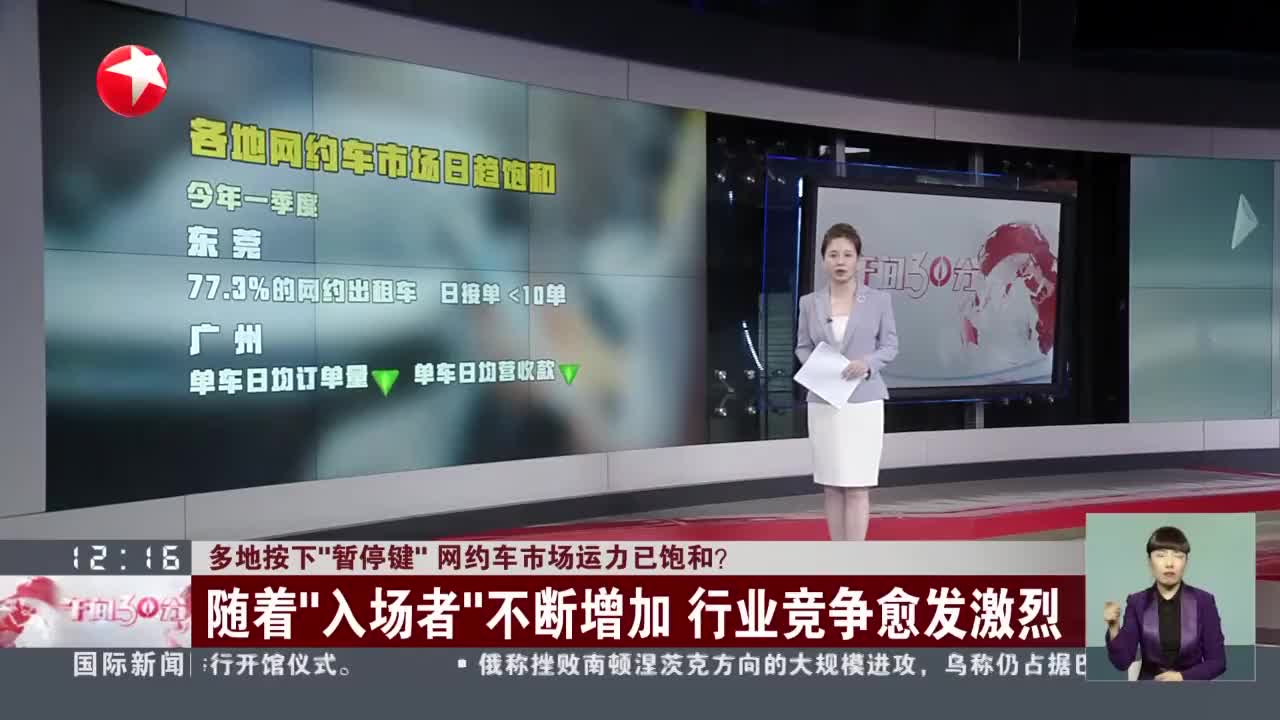 各地网约车市场日趋饱和
今年一季度
东莞
77.3%的网约出租车 日接单 <10单
广州
单车日均订单量 单车日均营收款
午间30分
12:16
多地按下"暂停键" 网约车市场运力已饱和?
午间30分
随着"入场者"不断增加 行业竞争愈发激烈
国际新闻 行开馆仪式。 ▪ 俄称挫败南顿涅茨克方向的大规模进攻，乌称仍占据巴